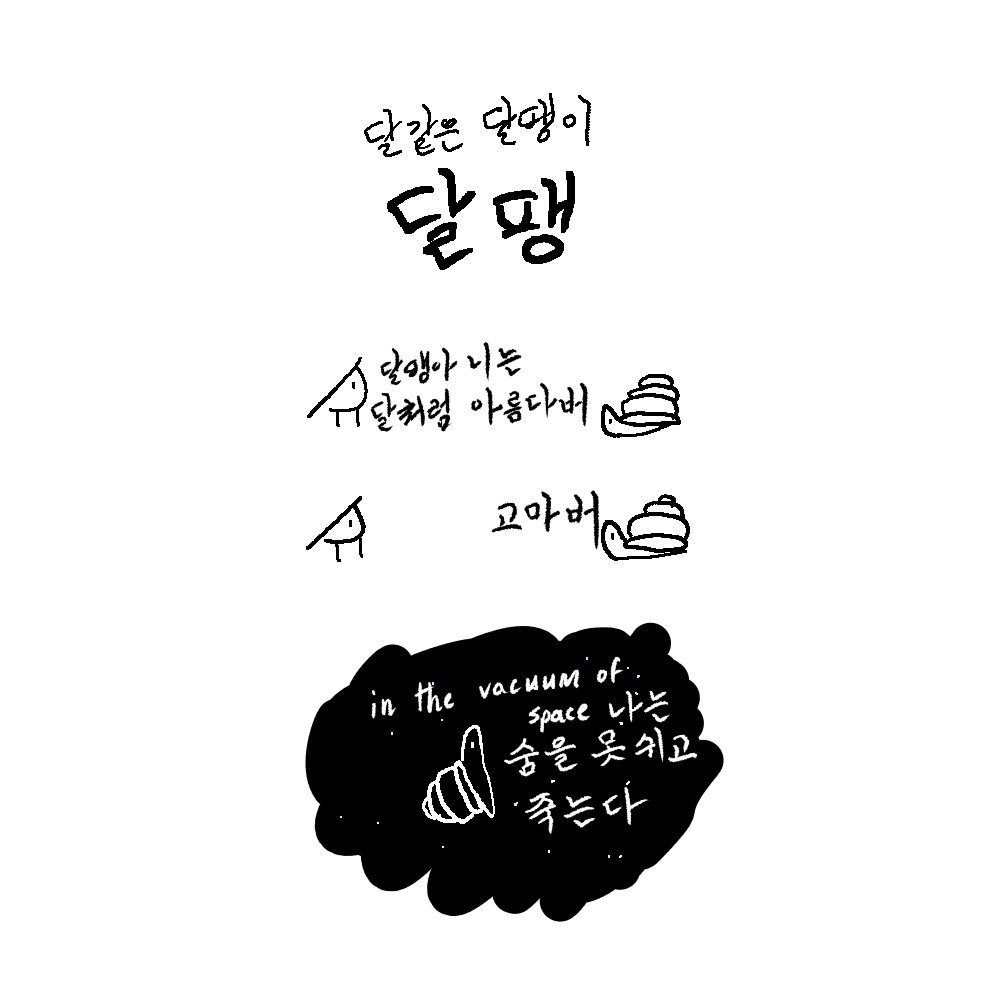 달같은 달팽이
달팽
달팽아 니는
달처럼 아름다버
고마버
in the vacuum of
space 나는
숨을 못쉬고
죽는다